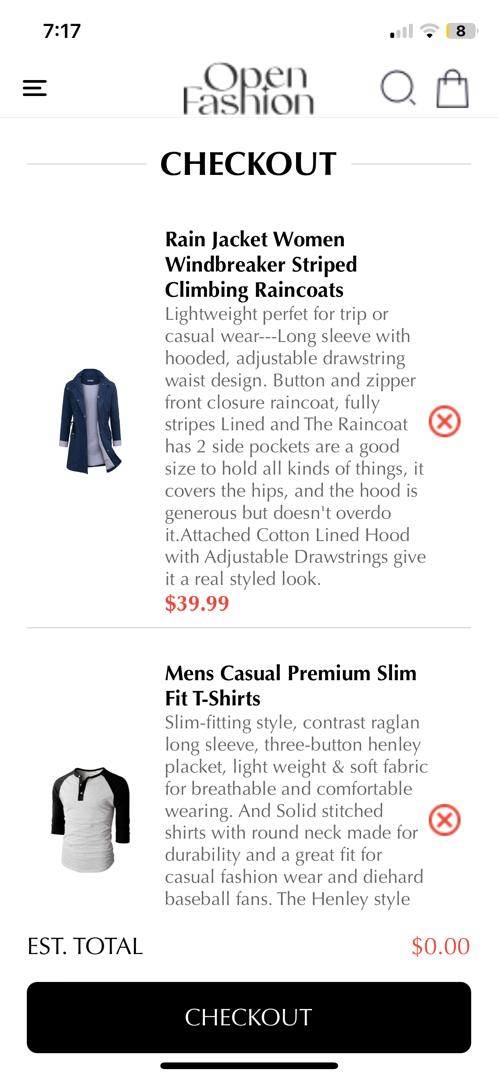 7:17
8
Open
Fashion
CHECKOUT
Rain Jacket Women
Windbreaker Striped
Climbing Raincoats
Lightweight perfet for trip or
casual wear---Long sleeve with
hooded, adjustable drawstring
waist design. Button and zipper
front closure raincoat, fully
stripes Lined and The Raincoat
has 2 side pockets are a good
size to hold all kinds of things, it
covers the hips, and the hood is
generous but doesn't overdo
it.Attached Cotton Lined Hood
with Adjustable Drawstrings give
it a real styled look.
$39.99
Mens Casual Premium Slim
Fit T-Shirts
Slim-fitting style, contrast raglan
long sleeve, three-button henley
placket, light weight & soft fabric
for breathable and comfortable
wearing. And Solid stitched
shirts with round neck made for
durability and a great fit for
casual fashion wear and diehard
baseball fans. The Henley style
EST. TOTAL
$0.00
CHECKOUT